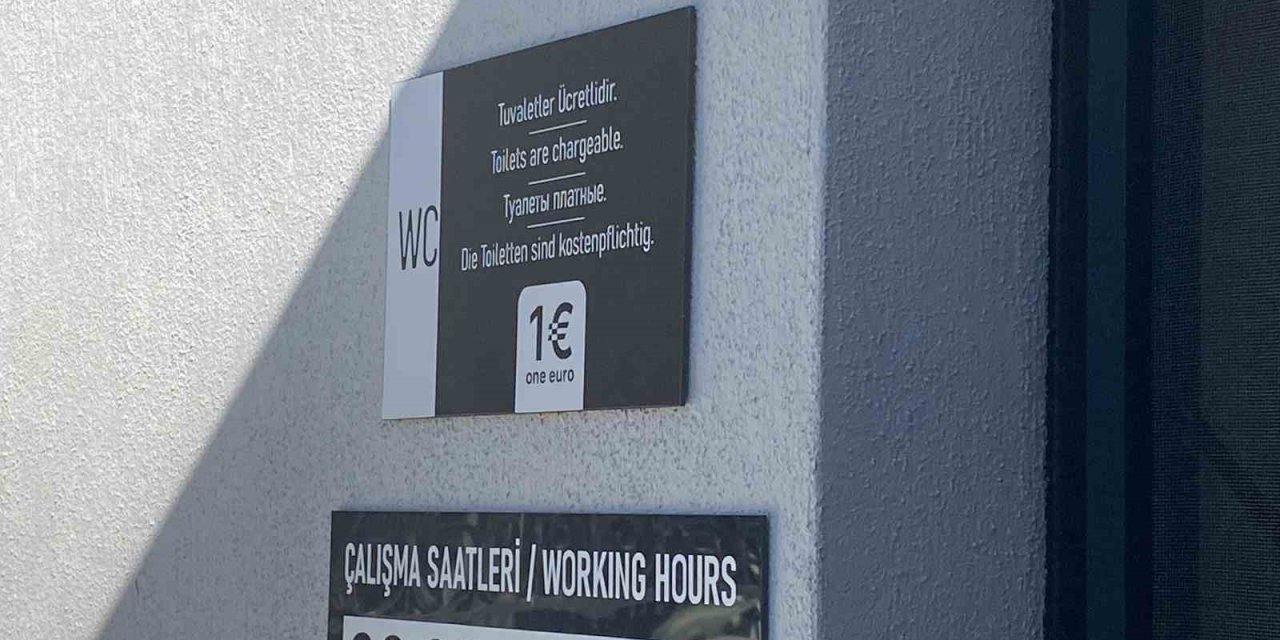 WC
Tuvaletler Ücretlidir.
Toilets are chargeable.
Туалеты платные.
Die Toiletten sind kostenpflichtig.
1€
one euro
ÇALIŞMA SAATLERİ / WORKING HOURS